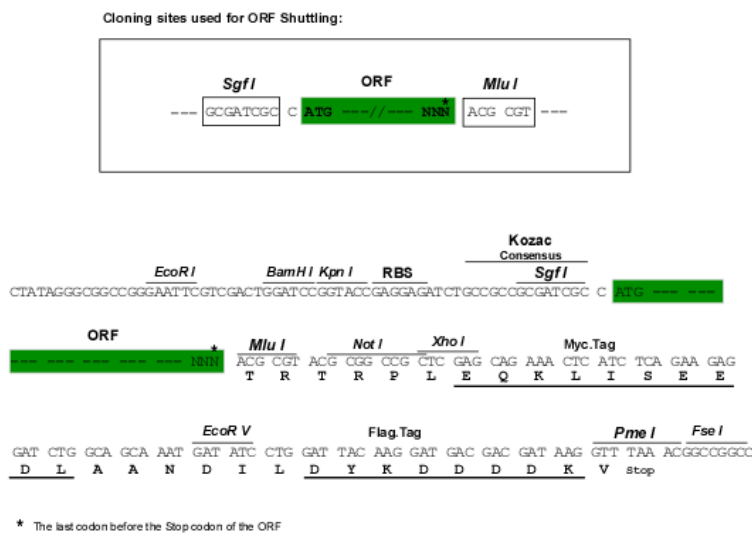 Cloning sites used for ORF Shuttling:
Sgf I ORF Mlu I
--- GCGATCGC C ATG ---//--- NNN* ACG CGT ---
Kozac
Consensus
EcoR I BamH I Kpn I RBS Sgf I
CTATAGGGCGGCCGGGAATTCGTCGACTGGATCCGGTACCGAGGAGATCTGCCGCCGCGATCGC C ATG --- ---
ORF Mlu I Not I Xho I Myc.Tag
--- --- --- --- --- --- NNN* ACG CGT ACG CGG CCG CTC GAG CAG AAA CTC ATC TCA GAA GAG
T R T R P L E Q K L I S E E
EcoR V Flag.Tag Pme I Fse I
GAT CTG GCA GCA AAT GAT ATC CTG GAT TAC AAG GAT GAC GAC GAT AAG GTT TAA ACGGCCGGCC
D L A A N D I L D Y K D D D D K V Stop
* The last codon before the Stop codon of the ORF